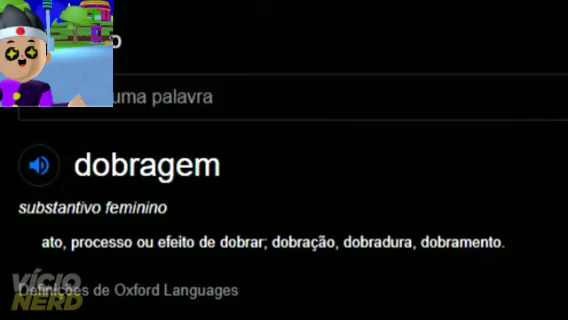 o
uma palavra
dobragem
substantivo feminino
ato, processo ou efeito de dobrar; dobração, dobradura, dobramento.
Definições de Oxford Languages
VÍCIO
NERD